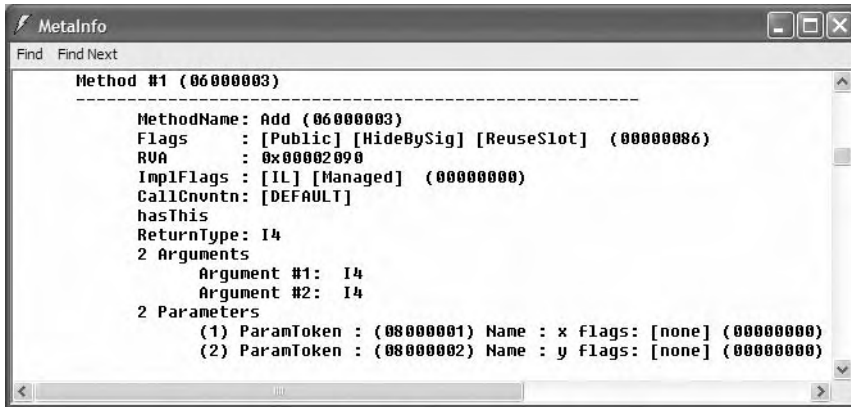 MetaInfo
Find Find Next
Method #1 (06000003)
-------------------------------------------------------
MethodName: Add (06000003)
Flags : [Public] [HideBySig] [ReuseSlot] (00000086)
RVA : 0x00002090
ImplFlags : [IL] [Managed] (00000000)
CallCnvntn: [DEFAULT]
hasThis
ReturnType: I4
2 Arguments
Argument #1: I4
Argument #2: I4
2 Parameters
(1) ParamToken : (08000001) Name : x flags: [none] (00000000)
(2) ParamToken : (08000002) Name : y flags: [none] (00000000)